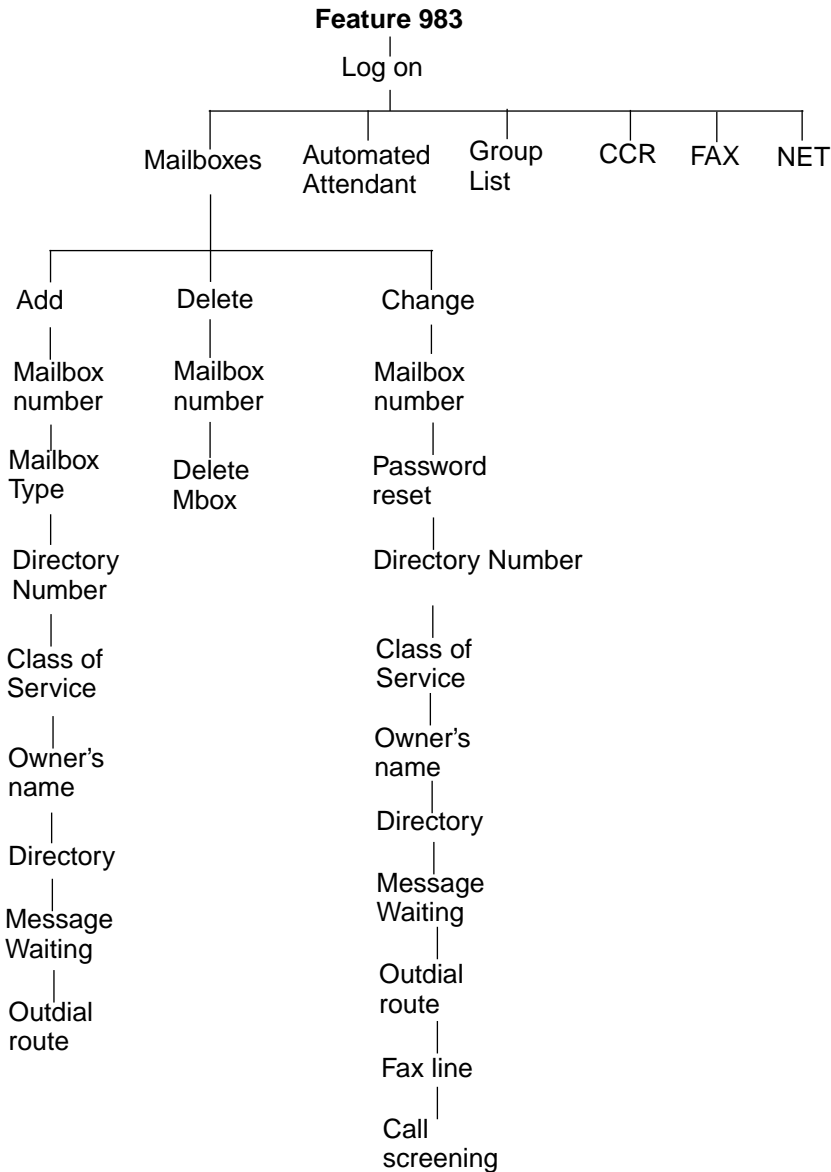 Feature 983
Log on
Mailboxes
Automated
Attendant
Group
List
CCR
FAX
NET
Add
Mailbox
number
Mailbox
Type
Directory
Number
Class of
Service
Owner's
name
Directory
Message
Waiting
Outdial
route
Delete
Mailbox
number
Delete
Mbox
Change
Mailbox
number
Password
reset
Directory Number
Class of
Service
Owner's
name
Directory
Message
Waiting
Outdial
route
Fax line
Call
screening